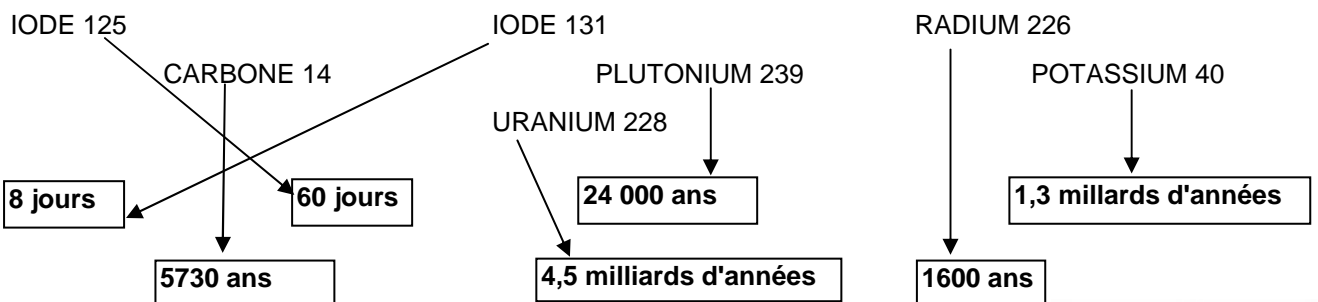 IODE 125 IODE 131 RADIUM 226
CARBONE 14 PLUTONIUM 239 POTASSIUM 40
URANIUM 228
8 jours 60 jours 24 000 ans 1,3 millards d'années
5730 ans 4,5 milliards d'années 1600 ans